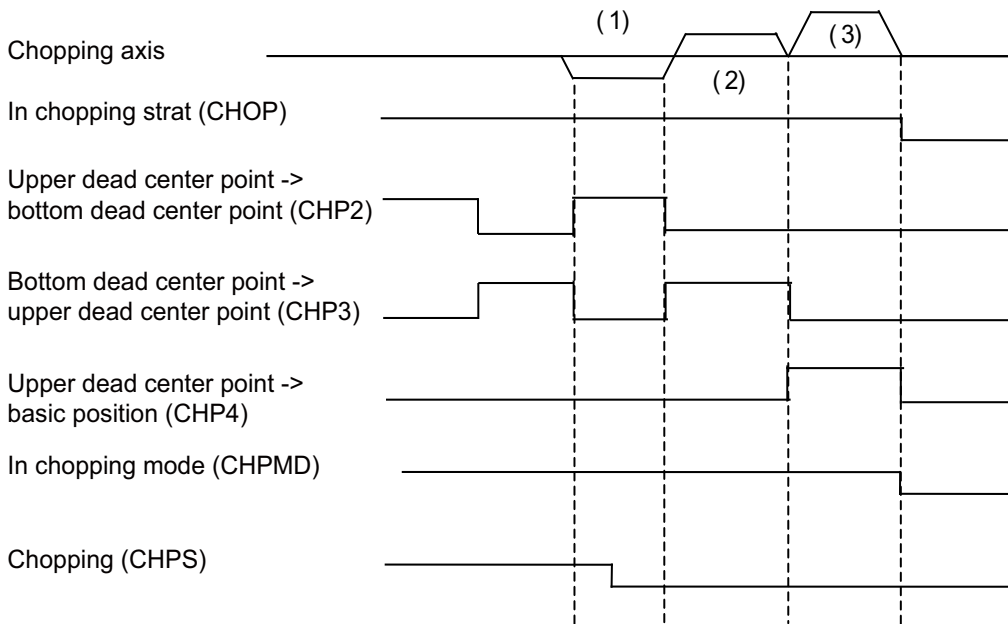 (1)
(3)
Chopping axis
(2)
In chopping strat (CHOP)
Upper dead center point ->
bottom dead center point (CHP2)
Bottom dead center point ->
upper dead center point (CHP3)
Upper dead center point ->
basic position (CHP4)
In chopping mode (CHPMD)
Chopping (CHPS)